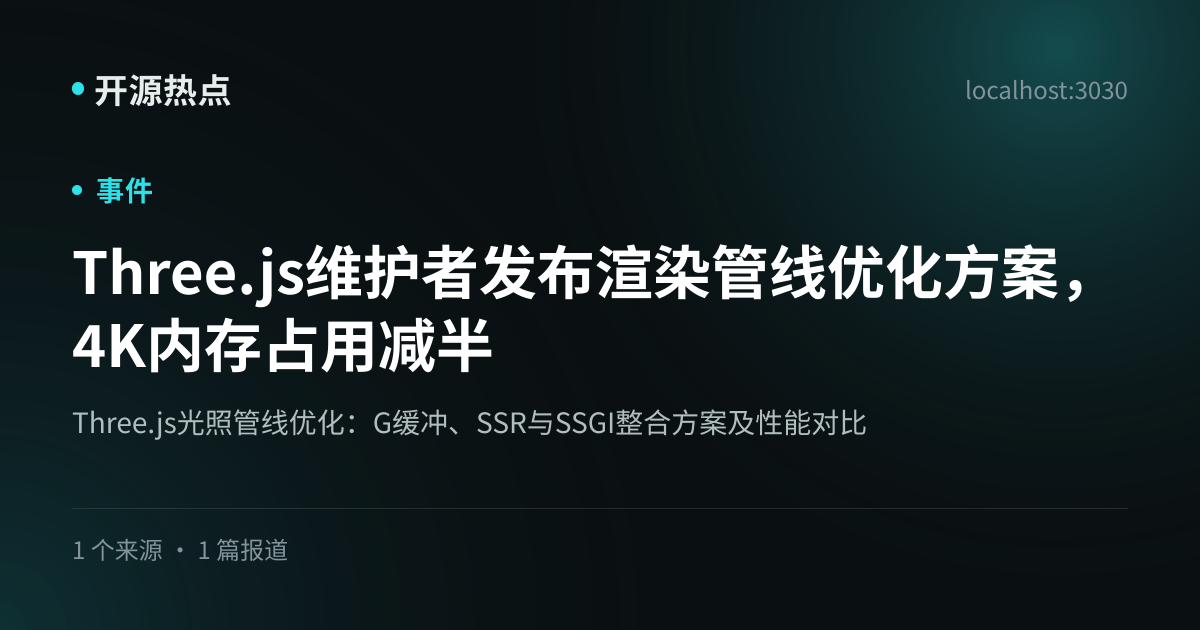 开源热点
localhost:3030
事件
Three.js维护者发布渲染管线优化方案，
4K内存占用减半
Three.js光照管线优化：G缓冲、SSR与SSGI整合方案及性能对比
1 个来源 · 1 篇报道